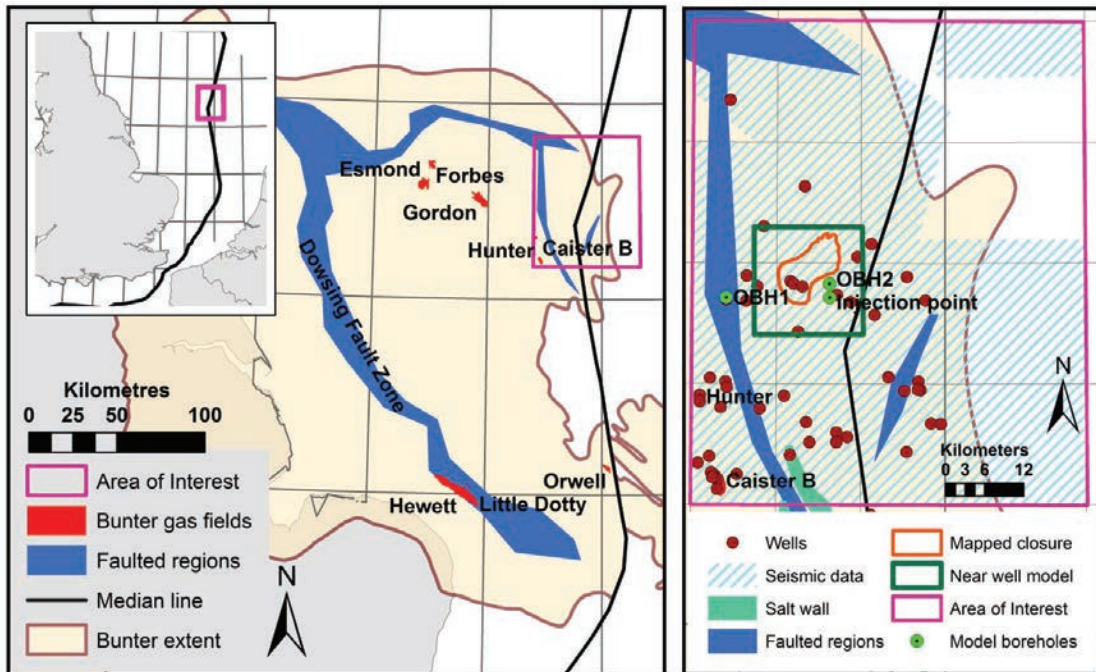 Esmond
Forbes
Gordon
Hunter
Caister B
Dowsing Fault Zone
Orwell
Hewett
Little Dotty
Kilometres
0 25 50 100
Area of Interest
Bunter gas fields
Faulted regions
Median line
Bunter extent
N
OBH2
OBH1
Injection point
Hunter
Caister B
N
Kilometers
0 3 6 12
Wells
Seismic data
Salt wall
Faulted regions
Mapped closure
Near well model
Area of Interest
Model boreholes